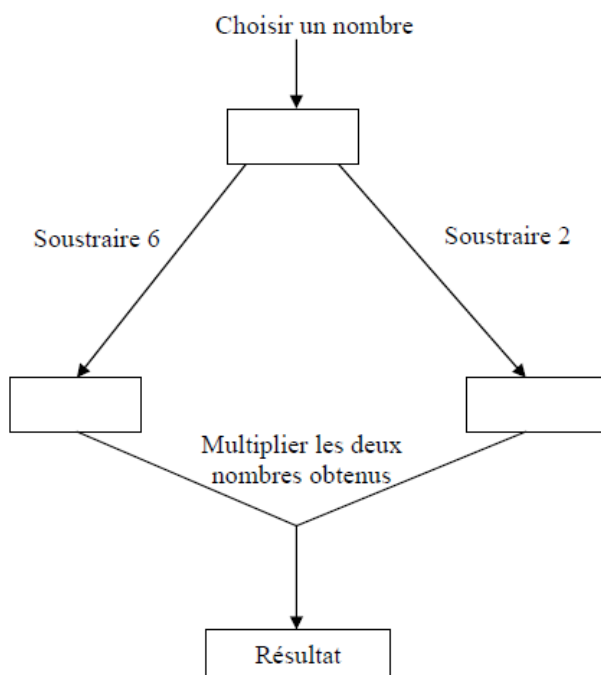 Choisir un nombre
Soustraire 6
Soustraire 2
Multiplier les deux
nombres obtenus
Résultat